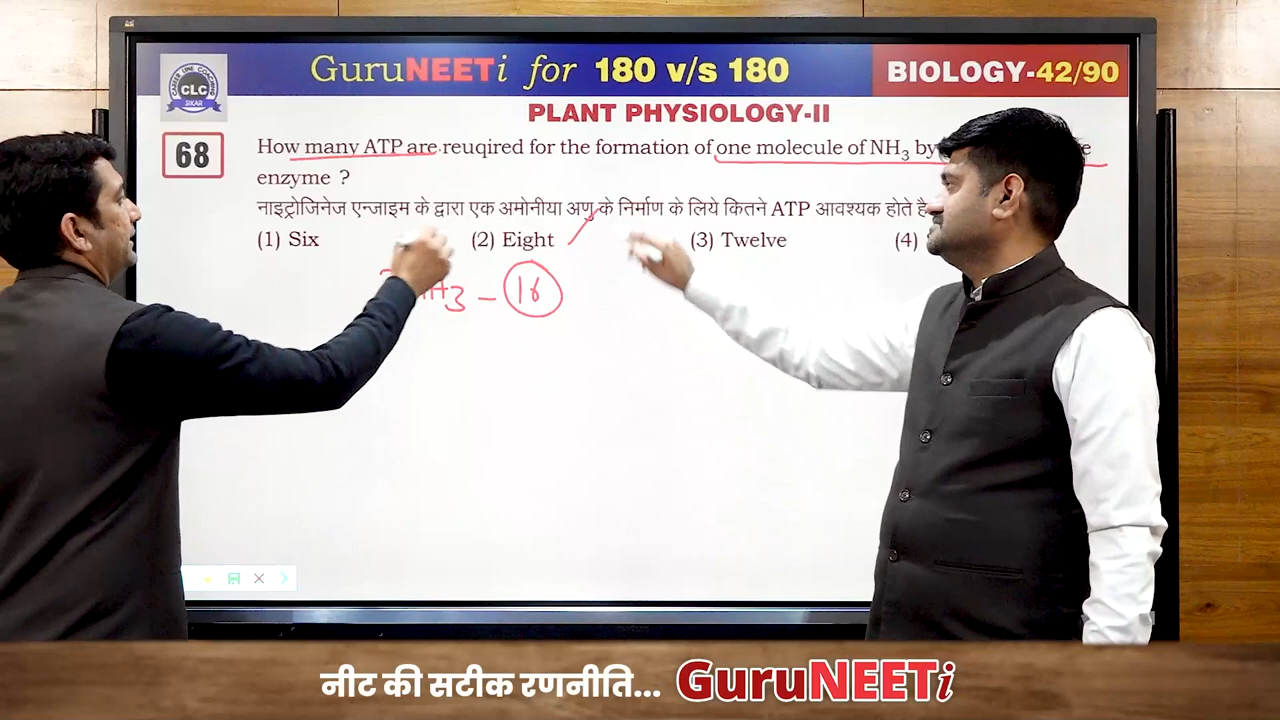 GuruNEETi for 180 v/s 180
BIOLOGY-42/90
CLC
SIKAR
PLANT PHYSIOLOGY-II
68
How many ATP are reuqired for the formation of one molecule of NH3 by
enzyme ?
नाइट्रोजिनेज एन्जाइम के द्वारा एक अमोनीया अणु के निर्माण के लिये कितने ATP आवश्यक होते है
(1) Six (2) Eight (3) Twelve (4)
H3 – 16
नीट की सटीक रणनीति... GuruNEETi